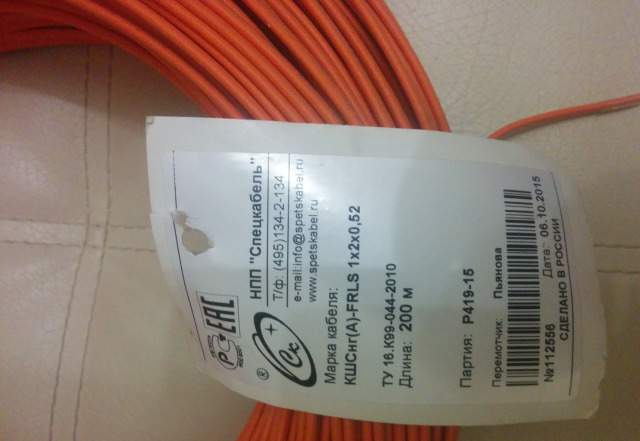 НПП "Спецкабель"
Т/ф: (495)134-2-134
e-mail:info@spetskabel.ru
www.spetskabel.ru
EAC
Ск
®
Марка кабеля:
КШСнг(А)-FRLS 1х2х0,52
ТУ 16.К99-044-2010
Длина: 200 м
Партия: Р419-15
Перемотчик: Пьянова
№112556 Дата- 06.10.2015
СДЕЛАНО В РОССИИ